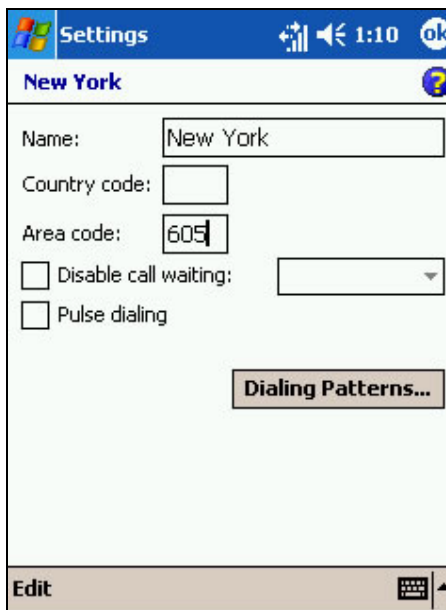 Settings 1:10 ok
New York
Name: New York
Country code:
Area code: 605
Disable call waiting:
Pulse dialing
Dialing Patterns...
Edit